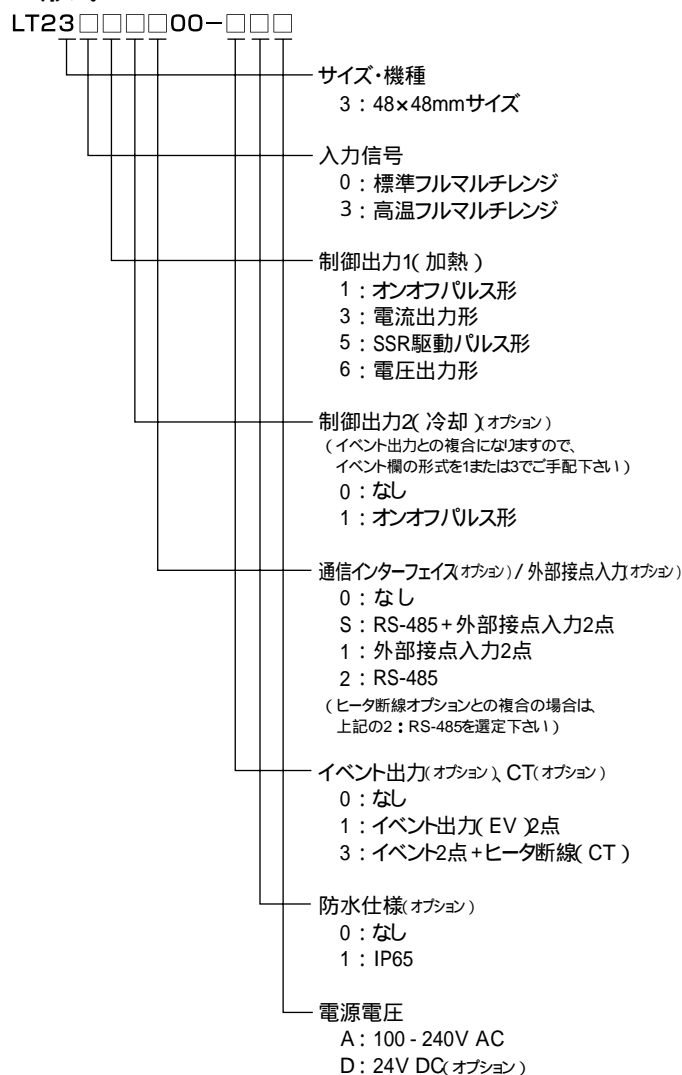 LT23□□□□00-□□□
サイズ・機種
3：48×48mmサイズ
入力信号
0：標準フルマルチレンジ
3：高温フルマルチレンジ
制御出力1(加熱)
1：オンオフパルス形
3：電流出力形
5：SSR駆動パルス形
6：電圧出力形
制御出力2(冷却)(オプション)
(イベント出力との複合になりますので、
イベント欄の形式を1または3でご手配下さい)
0：なし
1：オンオフパルス形
通信インターフェイス(オプション)/外部接点入力(オプション)
0：なし
S：RS-485+外部接点入力2点
1：外部接点入力2点
2：RS-485
(ヒータ断線オプションとの複合の場合は、
上記の2：RS-485を選定下さい)
イベント出力(オプション)、CT(オプション)
0：なし
1：イベント出力(EV)2点
3：イベント2点+ヒータ断線(CT)
防水仕様(オプション)
0：なし
1：IP65
電源電圧
A：100-240V AC
D：24V DC(オプション)